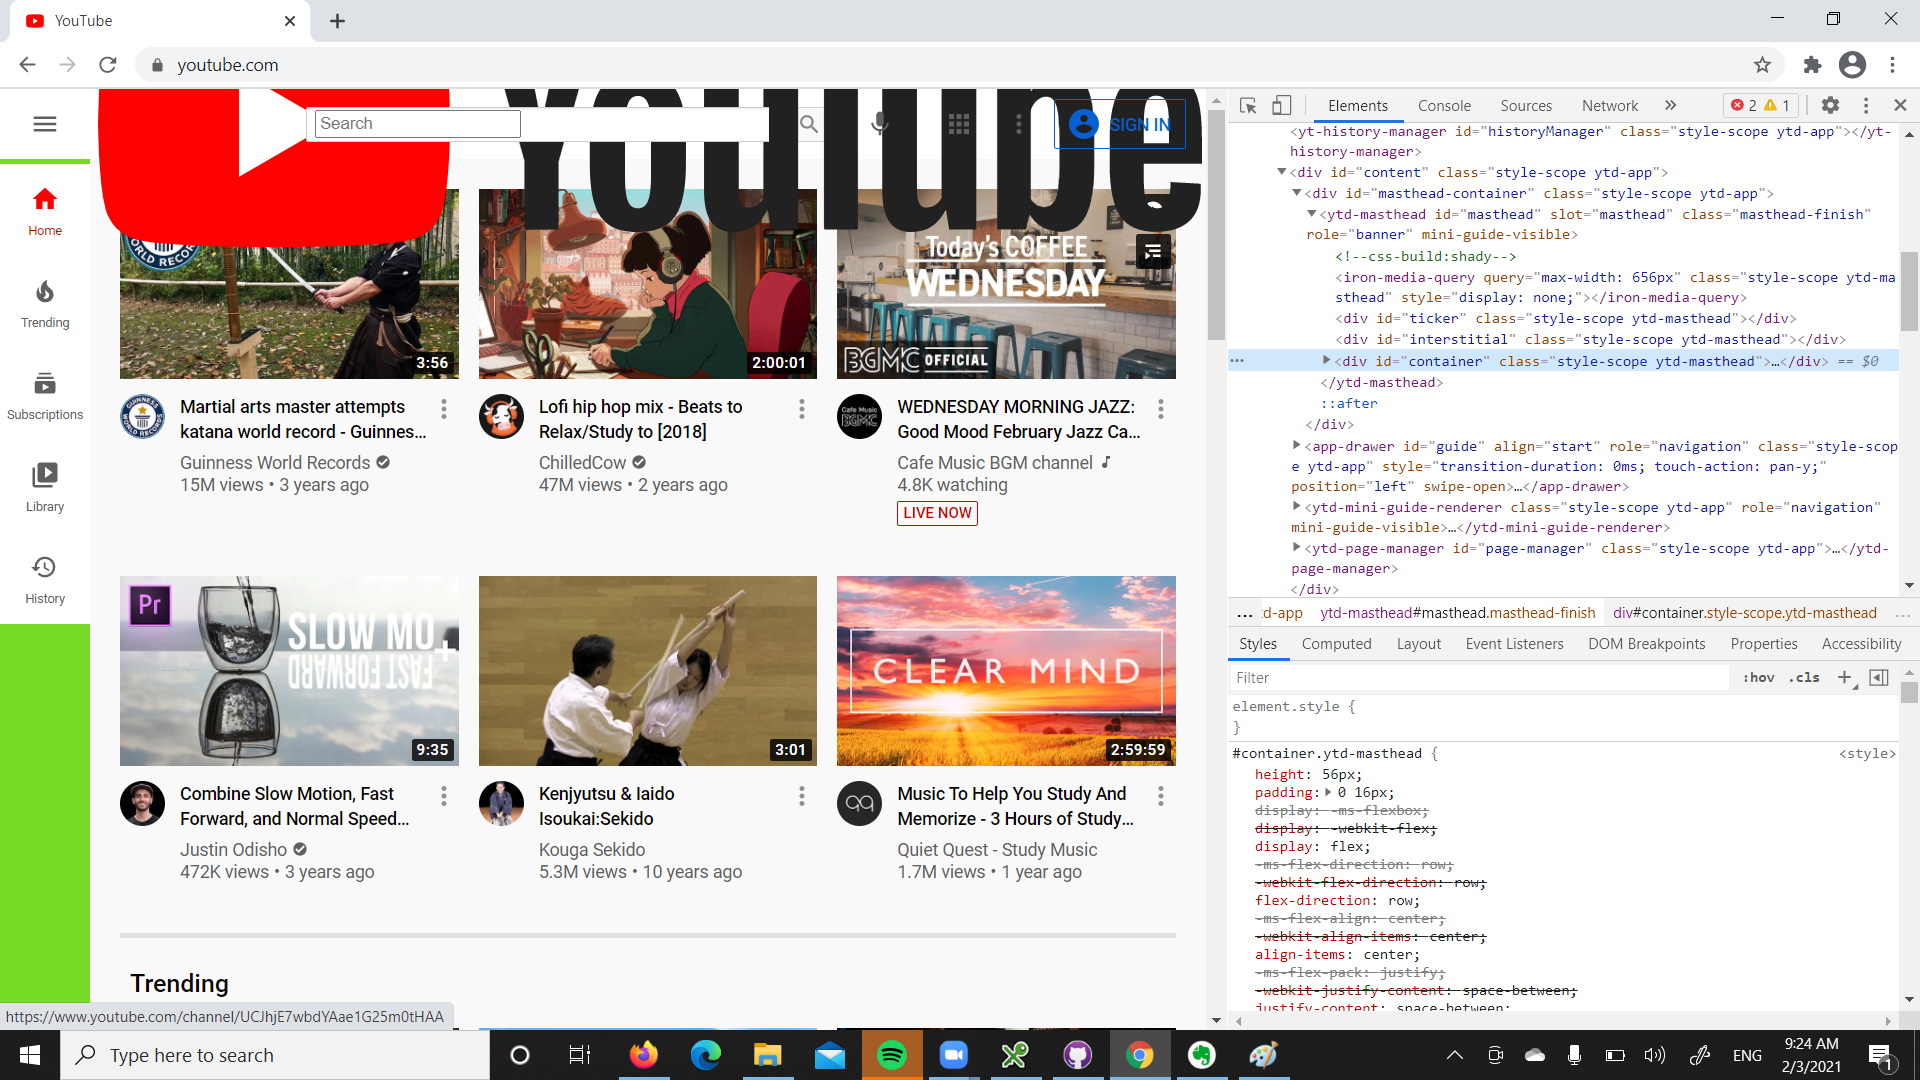 YouTube
youtube.com
YouTube
Search
SIGN IN
Home
Trending
Subscriptions
Library
History
3:56
2:00:01
Today's COFFEE
WEDNESDAY
BGMC OFFICIAL
Martial arts master attempts
katana world record - Guinnes...
Guinness World Records
15M views • 3 years ago
Lofi hip hop mix - Beats to
Relax/Study to [2018]
ChilledCow
47M views • 2 years ago
WEDNESDAY MORNING JAZZ:
Good Mood February Jazz Ca...
Cafe Music BGM channel
4.8K watching
LIVE NOW
Pr
SLOW MO
+
FAST FORWARD
9:35
3:01
CLEAR MIND
2:59:59
Combine Slow Motion, Fast
Forward, and Normal Speed...
Justin Odisho
472K views • 3 years ago
Kenjyutsu & Iaido
Isoukai:Sekido
Kouga Sekido
5.3M views • 10 years ago
Music To Help You Study And
Memorize - 3 Hours of Study...
Quiet Quest - Study Music
1.7M views • 1 year ago
Trending
https://www.youtube.com/channel/UCJhjE7wbdYAae1G25m0tHAA
Elements Console Sources Network » 2 1
<yt-history-manager id="historyManager" class="style-scope ytd-app"></yt-
history-manager>
<div id="content" class="style-scope ytd-app">
<div id="masthead-container" class="style-scope ytd-app">
<ytd-masthead id="masthead" slot="masthead" class="masthead-finish"
role="banner" mini-guide-visible>
<!--css-build:shady-->
<iron-media-query query="max-width: 656px" class="style-scope ytd-ma
sthead" style="display: none;"></iron-media-query>
<div id="ticker" class="style-scope ytd-masthead"></div>
<div id="interstitial" class="style-scope ytd-masthead"></div>
<div id="container" class="style-scope ytd-masthead">…</div> == $0
</ytd-masthead>
::after
</div>
<app-drawer id="guide" align="start" role="navigation" class="style-scop
e ytd-app" style="transition-duration: 0ms; touch-action: pan-y;"
position="left" swipe-open>…</app-drawer>
<ytd-mini-guide-renderer class="style-scope ytd-app" role="navigation"
mini-guide-visible>…</ytd-mini-guide-renderer>
<ytd-page-manager id="page-manager" class="style-scope ytd-app">…</ytd-
page-manager>
</div>
... d-app ytd-masthead#masthead.masthead-finish div#container.style-scope.ytd-masthead ...
Styles Computed Layout Event Listeners DOM Breakpoints Properties Accessibility
Filter :hov .cls +
element.style {
}
#container.ytd-masthead { <style>
height: 56px;
padding: 0 16px;
display: -ms-flexbox;
display: -webkit-flex;
display: flex;
-ms-flex-direction: row;
-webkit-flex-direction: row;
flex-direction: row;
-ms-flex-align: center;
-webkit-align-items: center;
align-items: center;
-ms-flex-pack: justify;
-webkit-justify-content: space-between;
justify-content: space-between;
Type here to search
ENG
9:24 AM
2/3/2021
1